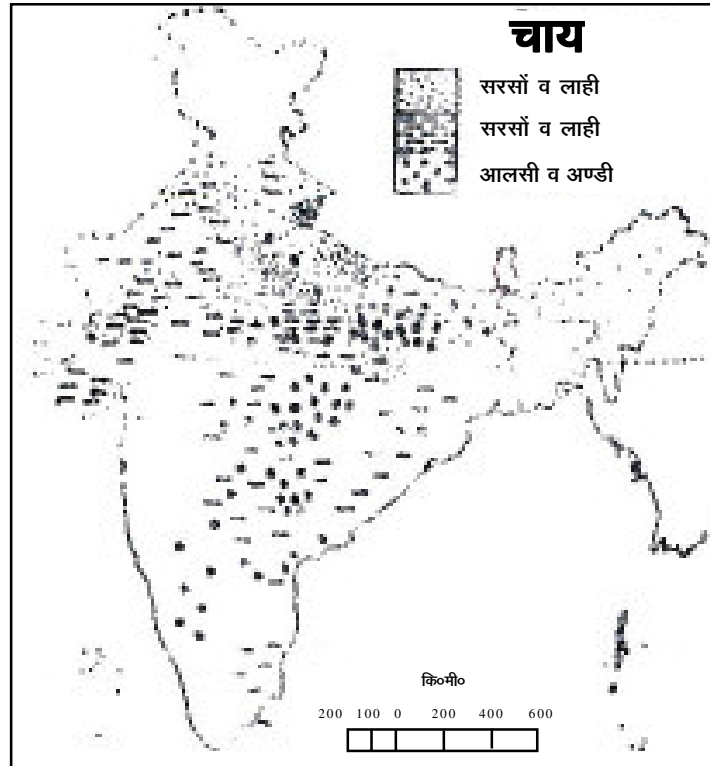 चाय
सरसों व लाही
सरसों व लाही
आलसी व अण्डी
कि०मी०
200 100 0 200 400 600